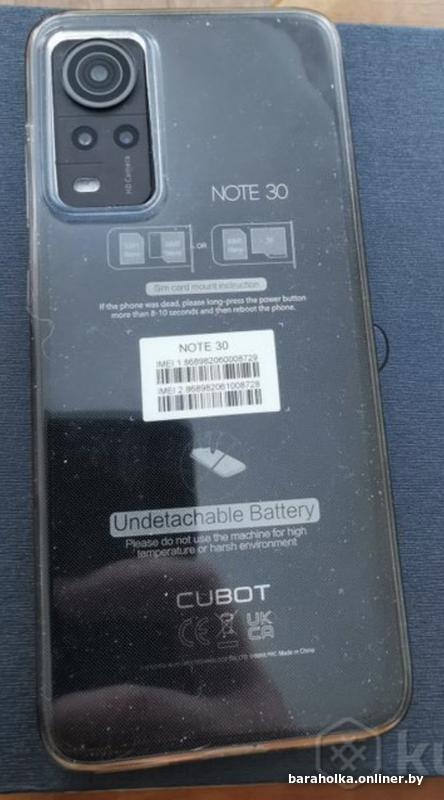 HD Camera
NOTE 30
OR
Sim card mount instruction
If the phone was dead, please long-press the power button
more than 8-10 seconds and then reboot the phone.
NOTE 30
IMEI 1 868982060008729
IMEI 2 868982061008728
Undetachable Battery
Please do not use the machine for high
temperature or harsh environment
CUBOT
CE UK
CA
Made in China
baraholka.onliner.by